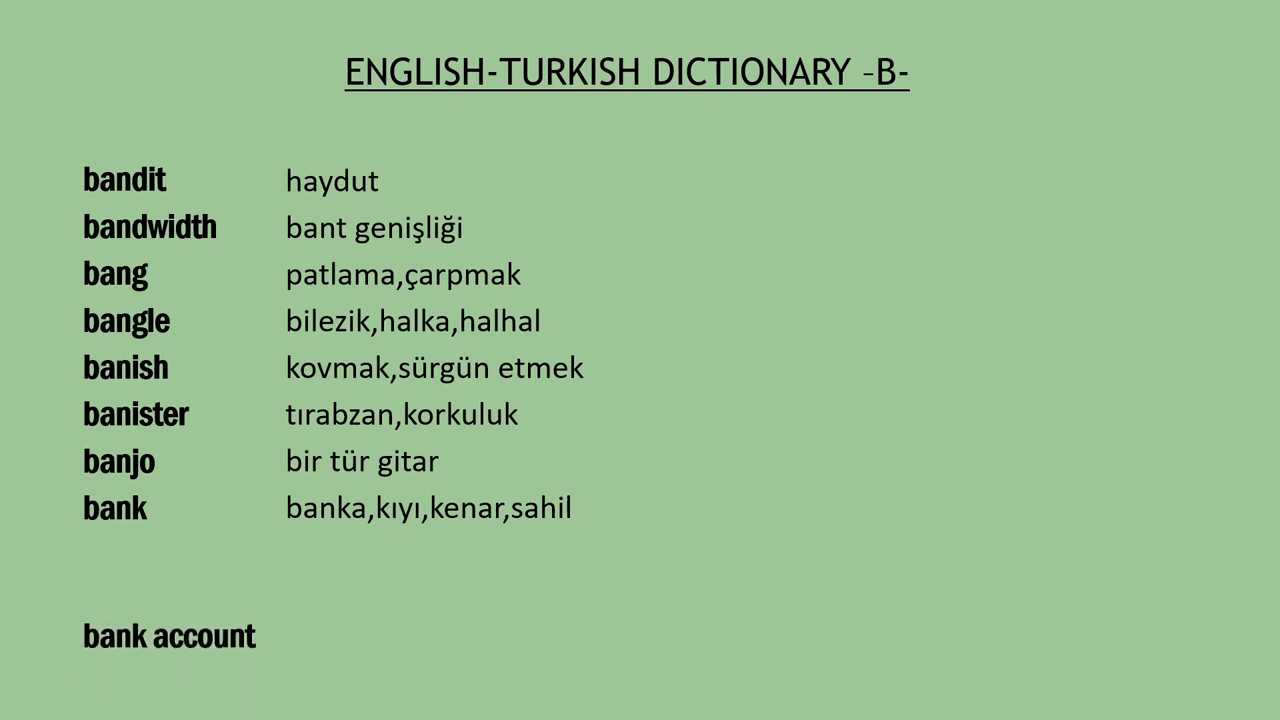 ENGLISH-TURKISH DICTIONARY –B-
bandit haydut
bandwidth bant genişliği
bang patlama,çarpmak
bangle bilezik,halka,halhal
banish kovmak,sürgün etmek
banister tırabzan,korkuluk
banjo bir tür gitar
bank banka,kıyı,kenar,sahil
bank account